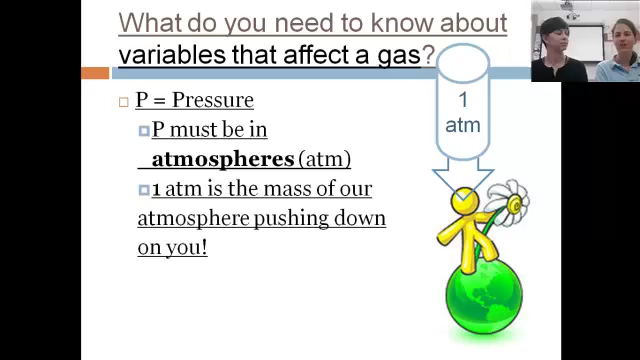 What do you need to know about
variables that affect a gas?
P = Pressure
P must be in
atmospheres (atm)
1 atm is the mass of our
atmosphere pushing down
on you!
1
atm